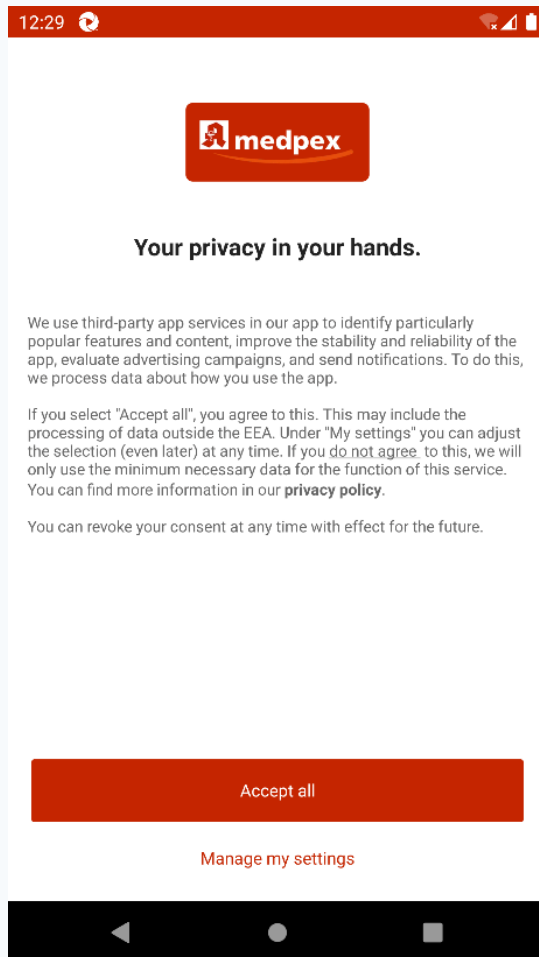 12:29
medpex
Your privacy in your hands.
We use third-party app services in our app to identify particularly
popular features and content, improve the stability and reliability of the
app, evaluate advertising campaigns, and send notifications. To do this,
we process data about how you use the app.
If you select "Accept all", you agree to this. This may include the
processing of data outside the EEA. Under "My settings" you can adjust
the selection (even later) at any time. If you do not agree to this, we will
only use the minimum necessary data for the function of this service.
You can find more information in our privacy policy.
You can revoke your consent at any time with effect for the future.
Accept all
Manage my settings